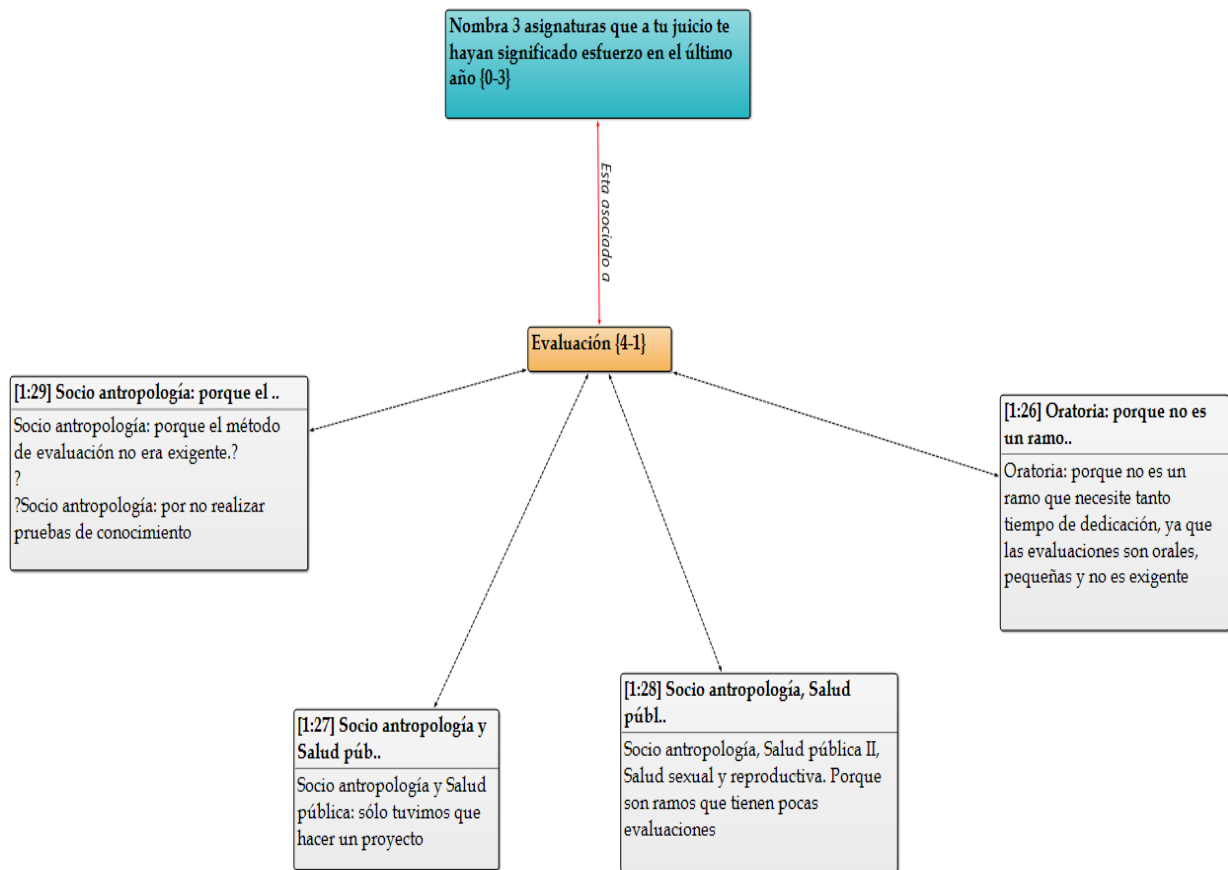 Nombra 3 asignaturas que a tu juicio te
hayan significado esfuerzo en el último
año {0-3}
Esta asociado a
Evaluación {4-1}
[1:29] Socio antropología: porque el ..
Socio antropología: porque el método
de evaluación no era exigente.?
?
?Socio antropología: por no realizar
pruebas de conocimiento
[1:26] Oratoria: porque no es
un ramo..
Oratoria: porque no es un
ramo que necesite tanto
tiempo de dedicación, ya que
las evaluaciones son orales,
pequeñas y no es exigente
[1:27] Socio antropología y
Salud púb..
Socio antropología y Salud
pública: sólo tuvimos que
hacer un proyecto
[1:28] Socio antropología, Salud
públ..
Socio antropología, Salud pública II,
Salud sexual y reproductiva. Porque
son ramos que tienen pocas
evaluaciones